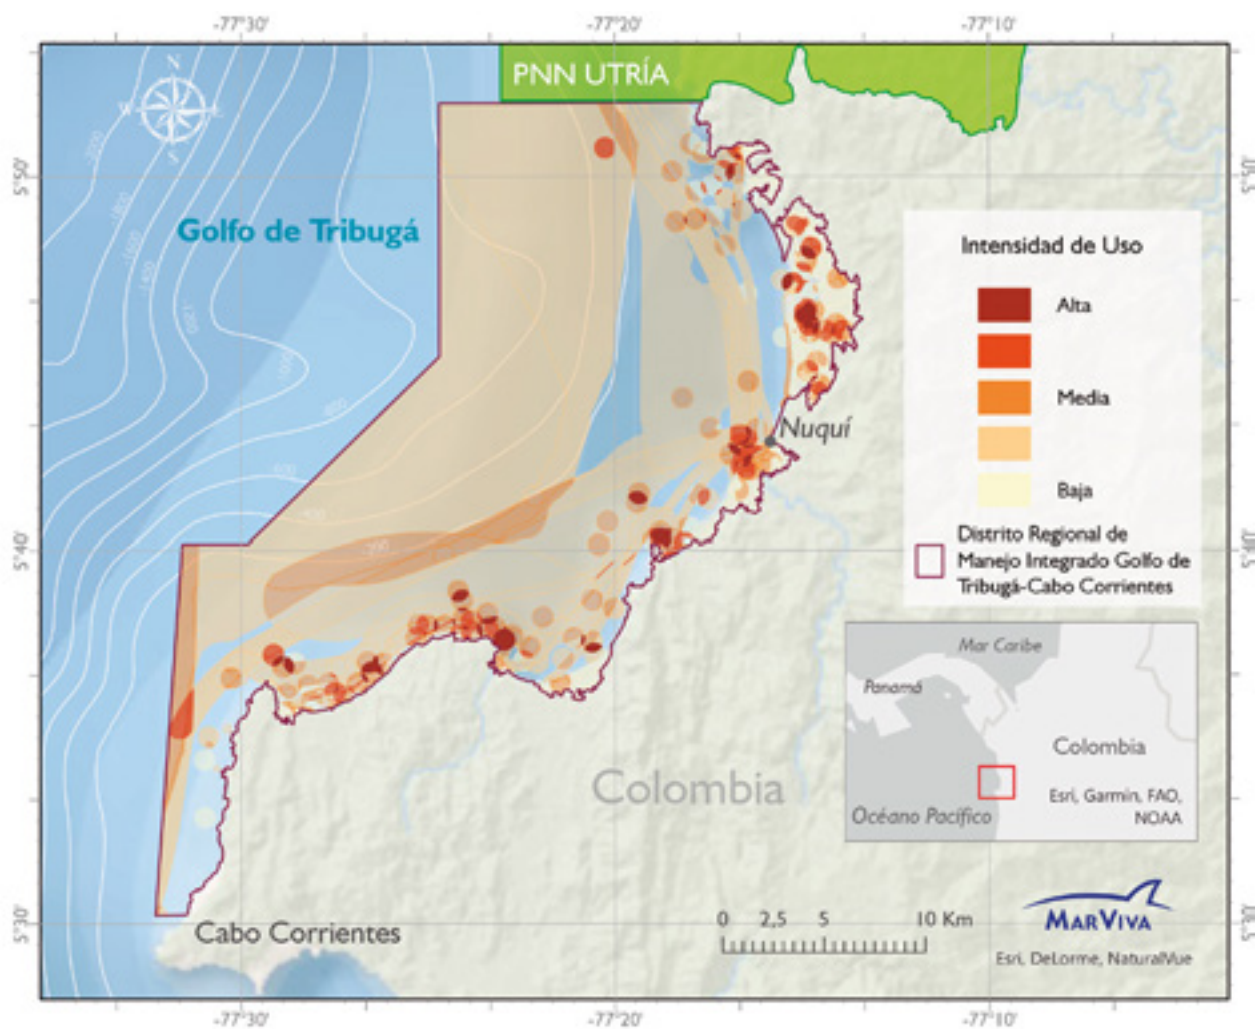 -77°30'
-77°20'
-77°10'
PNN UTRÍA
N
5°50'
Golfo de Tribugá
Intensidad de Uso
Alta
Media
Baja
Distrito Regional de
Manejo Integrado Golfo de
Tribugá-Cabo Corrientes
Nuquí
5°40'
Mar Caribe
Panamá
Colombia
Océano Pacífico
Esri, Garmin, FAO,
NOAA
Colombia
5°30'
Cabo Corrientes
0 2,5 5 10 Km
MARVIVA
Esri, DeLorme, NaturalVue
-77°30'
-77°20'
-77°10'